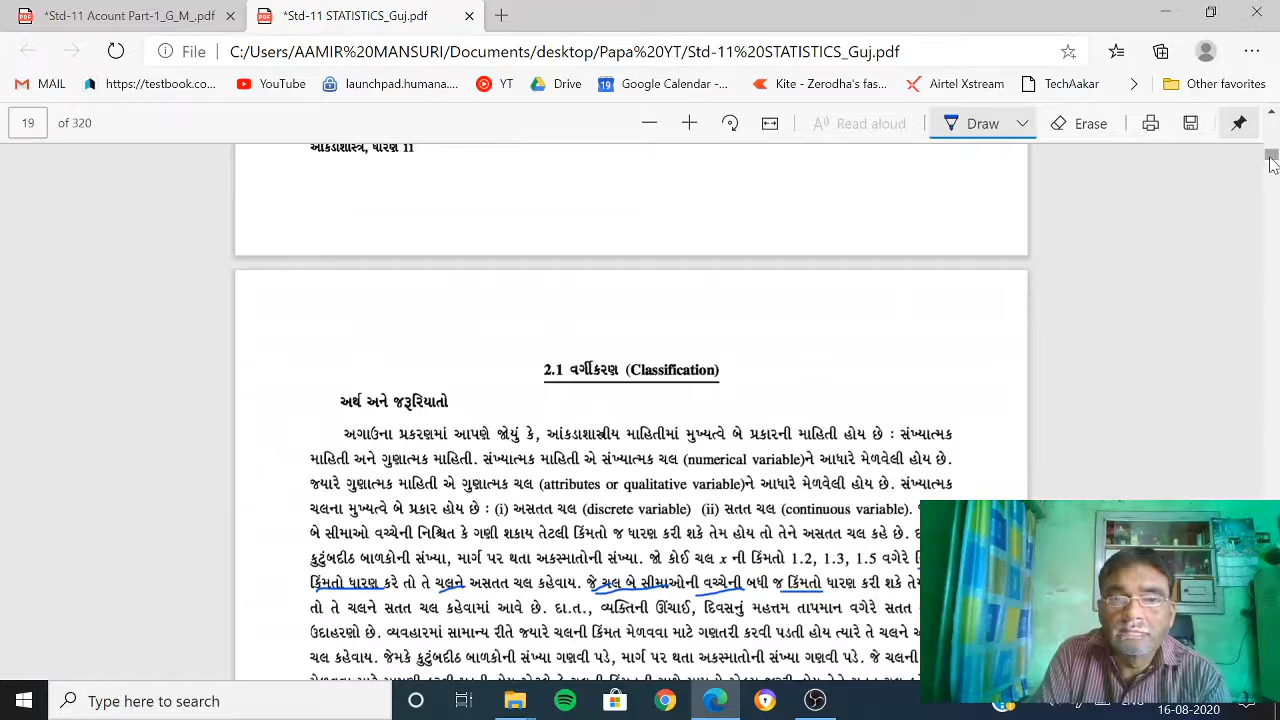 Std-11_Acount Part-1_G_M.pdf
Std-11_STATISTICS_Guj.pdf
File C:/Users/AAMIR%20MANSURI/Documents/desktop/Papa%20YT/Std-11%20STATISTICS_Guj.pdf
MAIL https://testbook.co... YouTube launchpad.humana... YT Drive Google Calendar -... Kite - Zerodha's fas... Airtel Xstream TechAakar Other favorites
19 of 320 Read aloud Draw Erase
આંકડાશાસ્ત્ર, ધોરણ 11
2.1 વર્ગીકરણ (Classification)
અર્થ અને જરૂરિયાતો
અગાઉના પ્રકરણમાં આપણે જોયું કે, આંકડાશાસ્ત્રીય માહિતીમાં મુખ્યત્વે બે પ્રકારની માહિતી હોય છે : સંખ્યાત્મક
માહિતી અને ગુણાત્મક માહિતી. સંખ્યાત્મક માહિતી એ સંખ્યાત્મક ચલ (numerical variable)ને આધારે મેળવેલી હોય છે.
જ્યારે ગુણાત્મક માહિતી એ ગુણાત્મક ચલ (attributes or qualitative variable)ને આધારે મેળવેલી હોય છે. સંખ્યાત્મક
ચલના મુખ્યત્વે બે પ્રકાર હોય છે : (i) અસતત ચલ (discrete variable) (ii) સતત ચલ (continuous variable).
બે સીમાઓ વચ્ચેની નિશ્ચિત કે ગણી શકાય તેટલી કિંમતો જ ધારણ કરી શકે તેમ હોય તો તેને અસતત ચલ કહે છે.
કુટુંબદીઠ બાળકોની સંખ્યા, માર્ગ પર થતા અકસ્માતોની સંખ્યા. જો કોઈ ચલ x ની કિંમતો 1.2, 1.3, 1.5 વગેરે
કિંમતો ધારણ કરે તો તે ચલને અસતત ચલ કહેવાય. જે ચલ બે સીમાઓની વચ્ચેની બધી જ કિંમતો ધારણ કરી શકે
તો તે ચલને સતત ચલ કહેવામાં આવે છે. દા.ત., વ્યક્તિની ઊંચાઈ, દિવસનું મહત્તમ તાપમાન વગેરે સતત
ઉદાહરણો છે. વ્યવહારમાં સામાન્ય રીતે જ્યારે ચલની કિંમત મેળવવા માટે ગણતરી કરવી પડતી હોય ત્યારે તે ચલને
ચલ કહેવાય. જેમકે કુટુંબદીઠ બાળકોની સંખ્યા ગણવી પડે, માર્ગ પર થતા અકસ્માતોની સંખ્યા ગણવી પડે. જે ચલની
Type here to search
16-08-2020